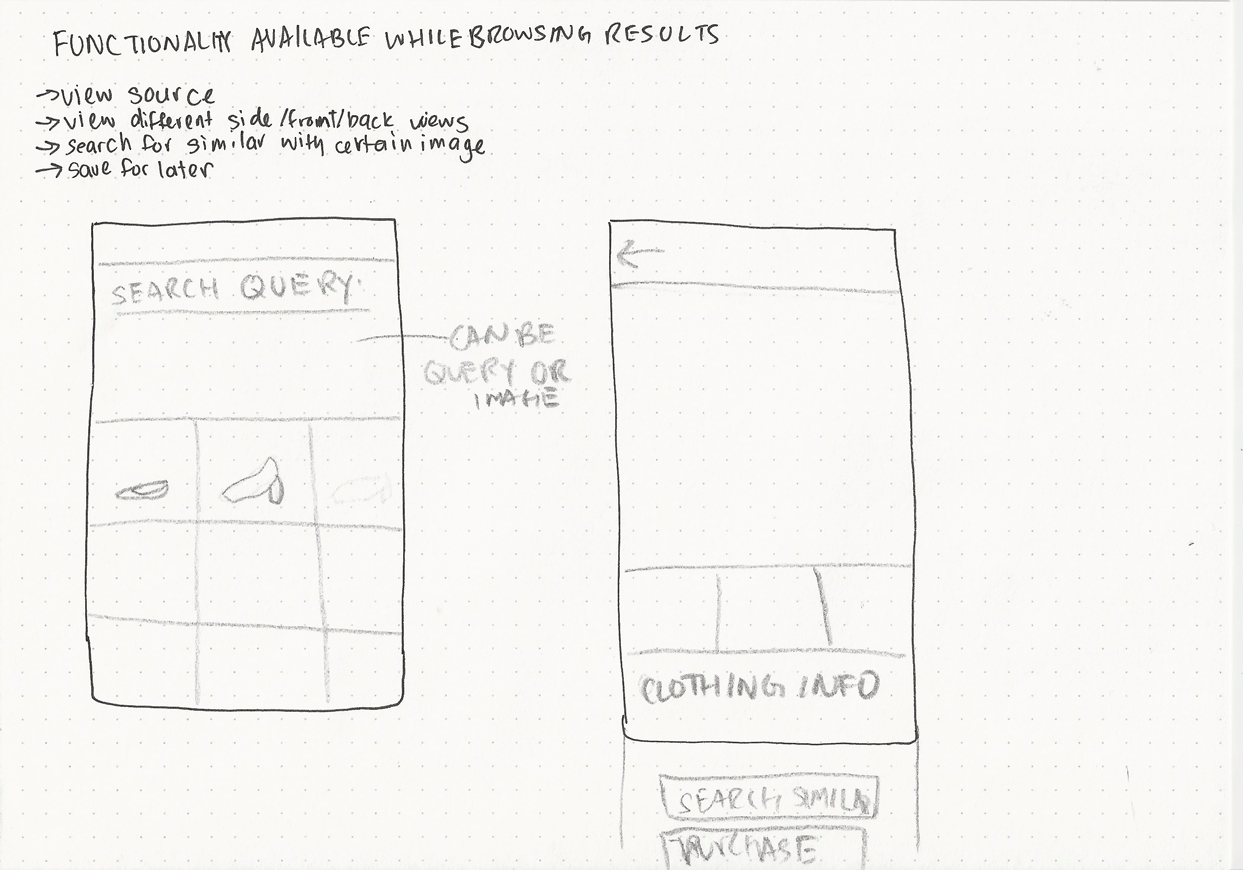 FUNCTIONALITY AVAILABLE WHILE BROWSING RESULTS
→ view source
→ view different side/front/back views
→ search for similar with certain image
→ save for later
SEARCH QUERY
CAN BE
QUERY OR
IMAGE
←
CLOTHING INFO
SEARCH SIMILAR
PURCHASE